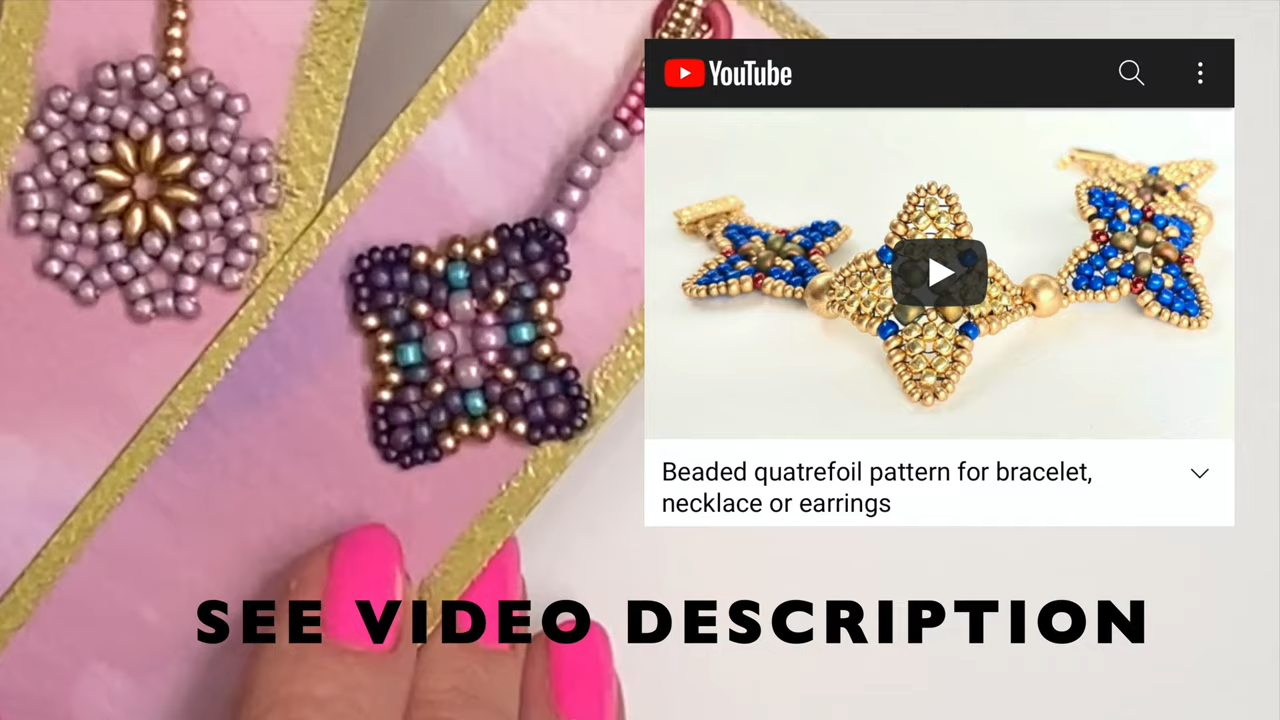 YouTube
Beaded quatrefoil pattern for bracelet,
necklace or earrings
SEE VIDEO DESCRIPTION